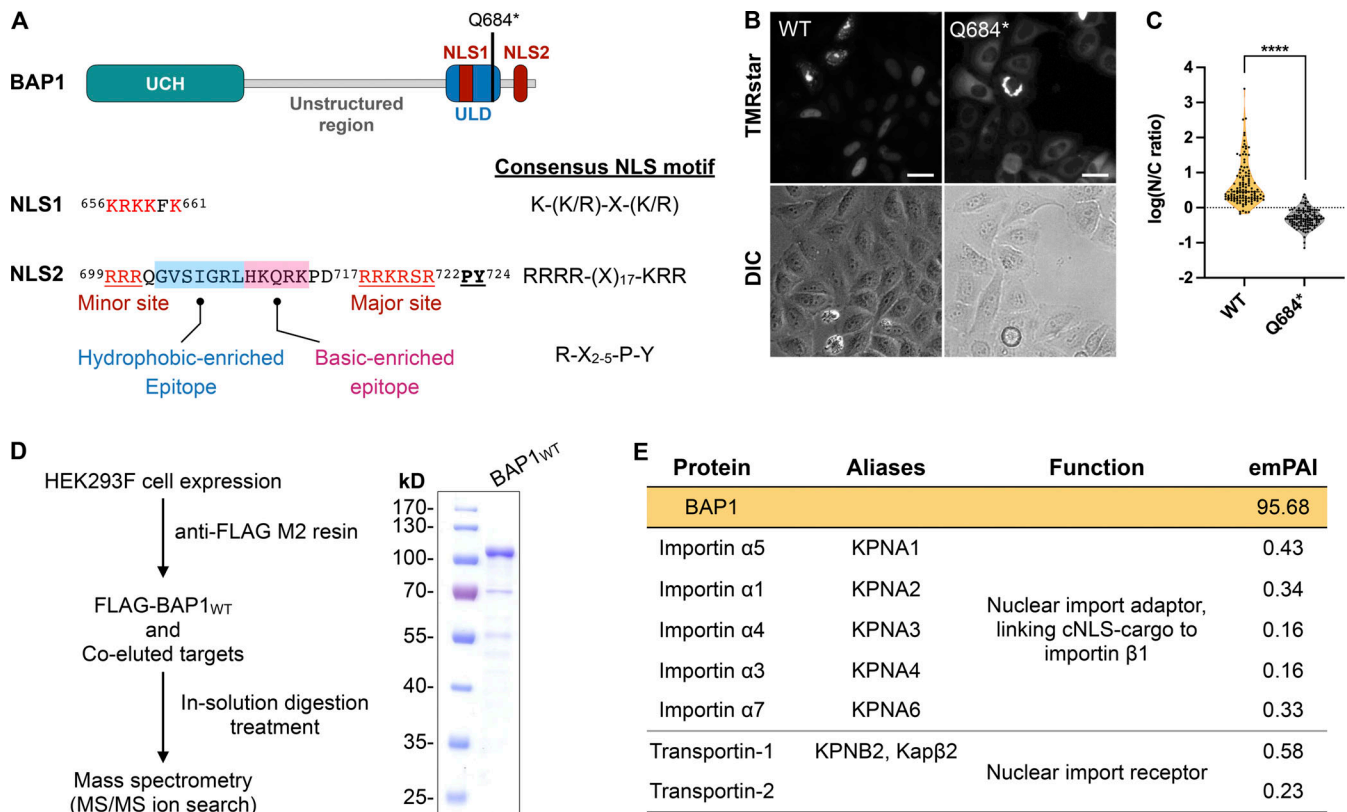 A
Q684*
NLS1 NLS2
BAP1
UCH
Unstructured
region
ULD
Consensus NLS motif
NLS1
656KRKKFK661
K-(K/R)-X-(K/R)
NLS2
699RRRQGVSIGRLHKQRKPD717RRKRSR722PY724
RRRR-(X)17-KRR
Minor site
Major site
Hydrophobic-enriched
Epitope
Basic-enriched
epitope
R-X2-5-P-Y
B
WT
Q684*
TMRstar
DIC
C
****
log(N/C ratio)
4
3
2
1
0
-1
-2
WT
Q684*
D
HEK293F cell expression
anti-FLAG M2 resin
FLAG-BAP1WT
and
Co-eluted targets
In-solution digestion
treatment
Mass spectrometry
(MS/MS ion search)
kD
BAP1WT
170-
130-
100-
70-
55-
40-
35-
25-
E
Protein Aliases Function emPAI
BAP1 95.68
Importin α5 KPNA1 0.43
Importin α1 KPNA2 0.34
Importin α4 KPNA3 0.16
Importin α3 KPNA4 0.16
Importin α7 KPNA6 0.33
Nuclear import adaptor,
linking cNLS-cargo to
importin β1
Transportin-1 KPNB2, Kapβ2 0.58
Transportin-2 0.23
Nuclear import receptor